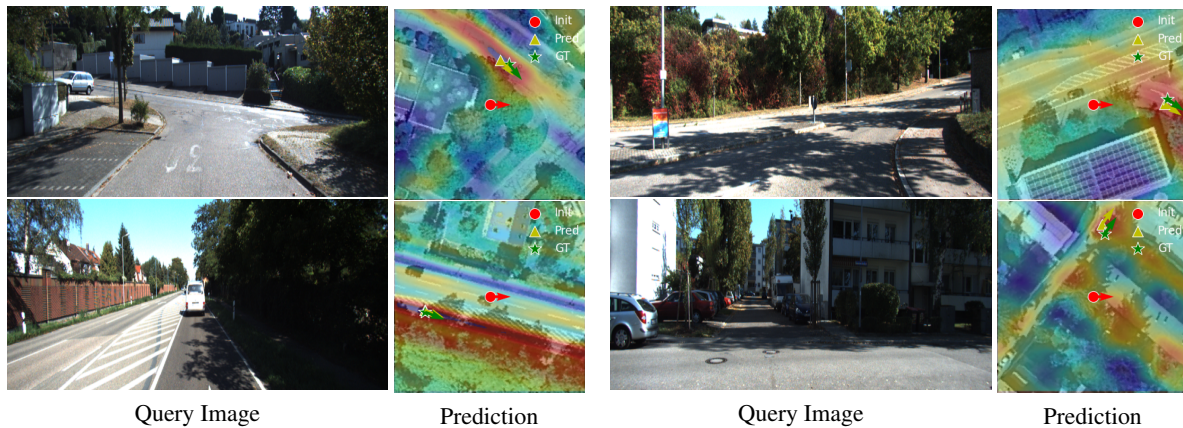 Init
Pred
GT
Init
Pred
GT
Init
Pred
GT
Init
Pred
GT
Query Image
Prediction
Query Image
Prediction